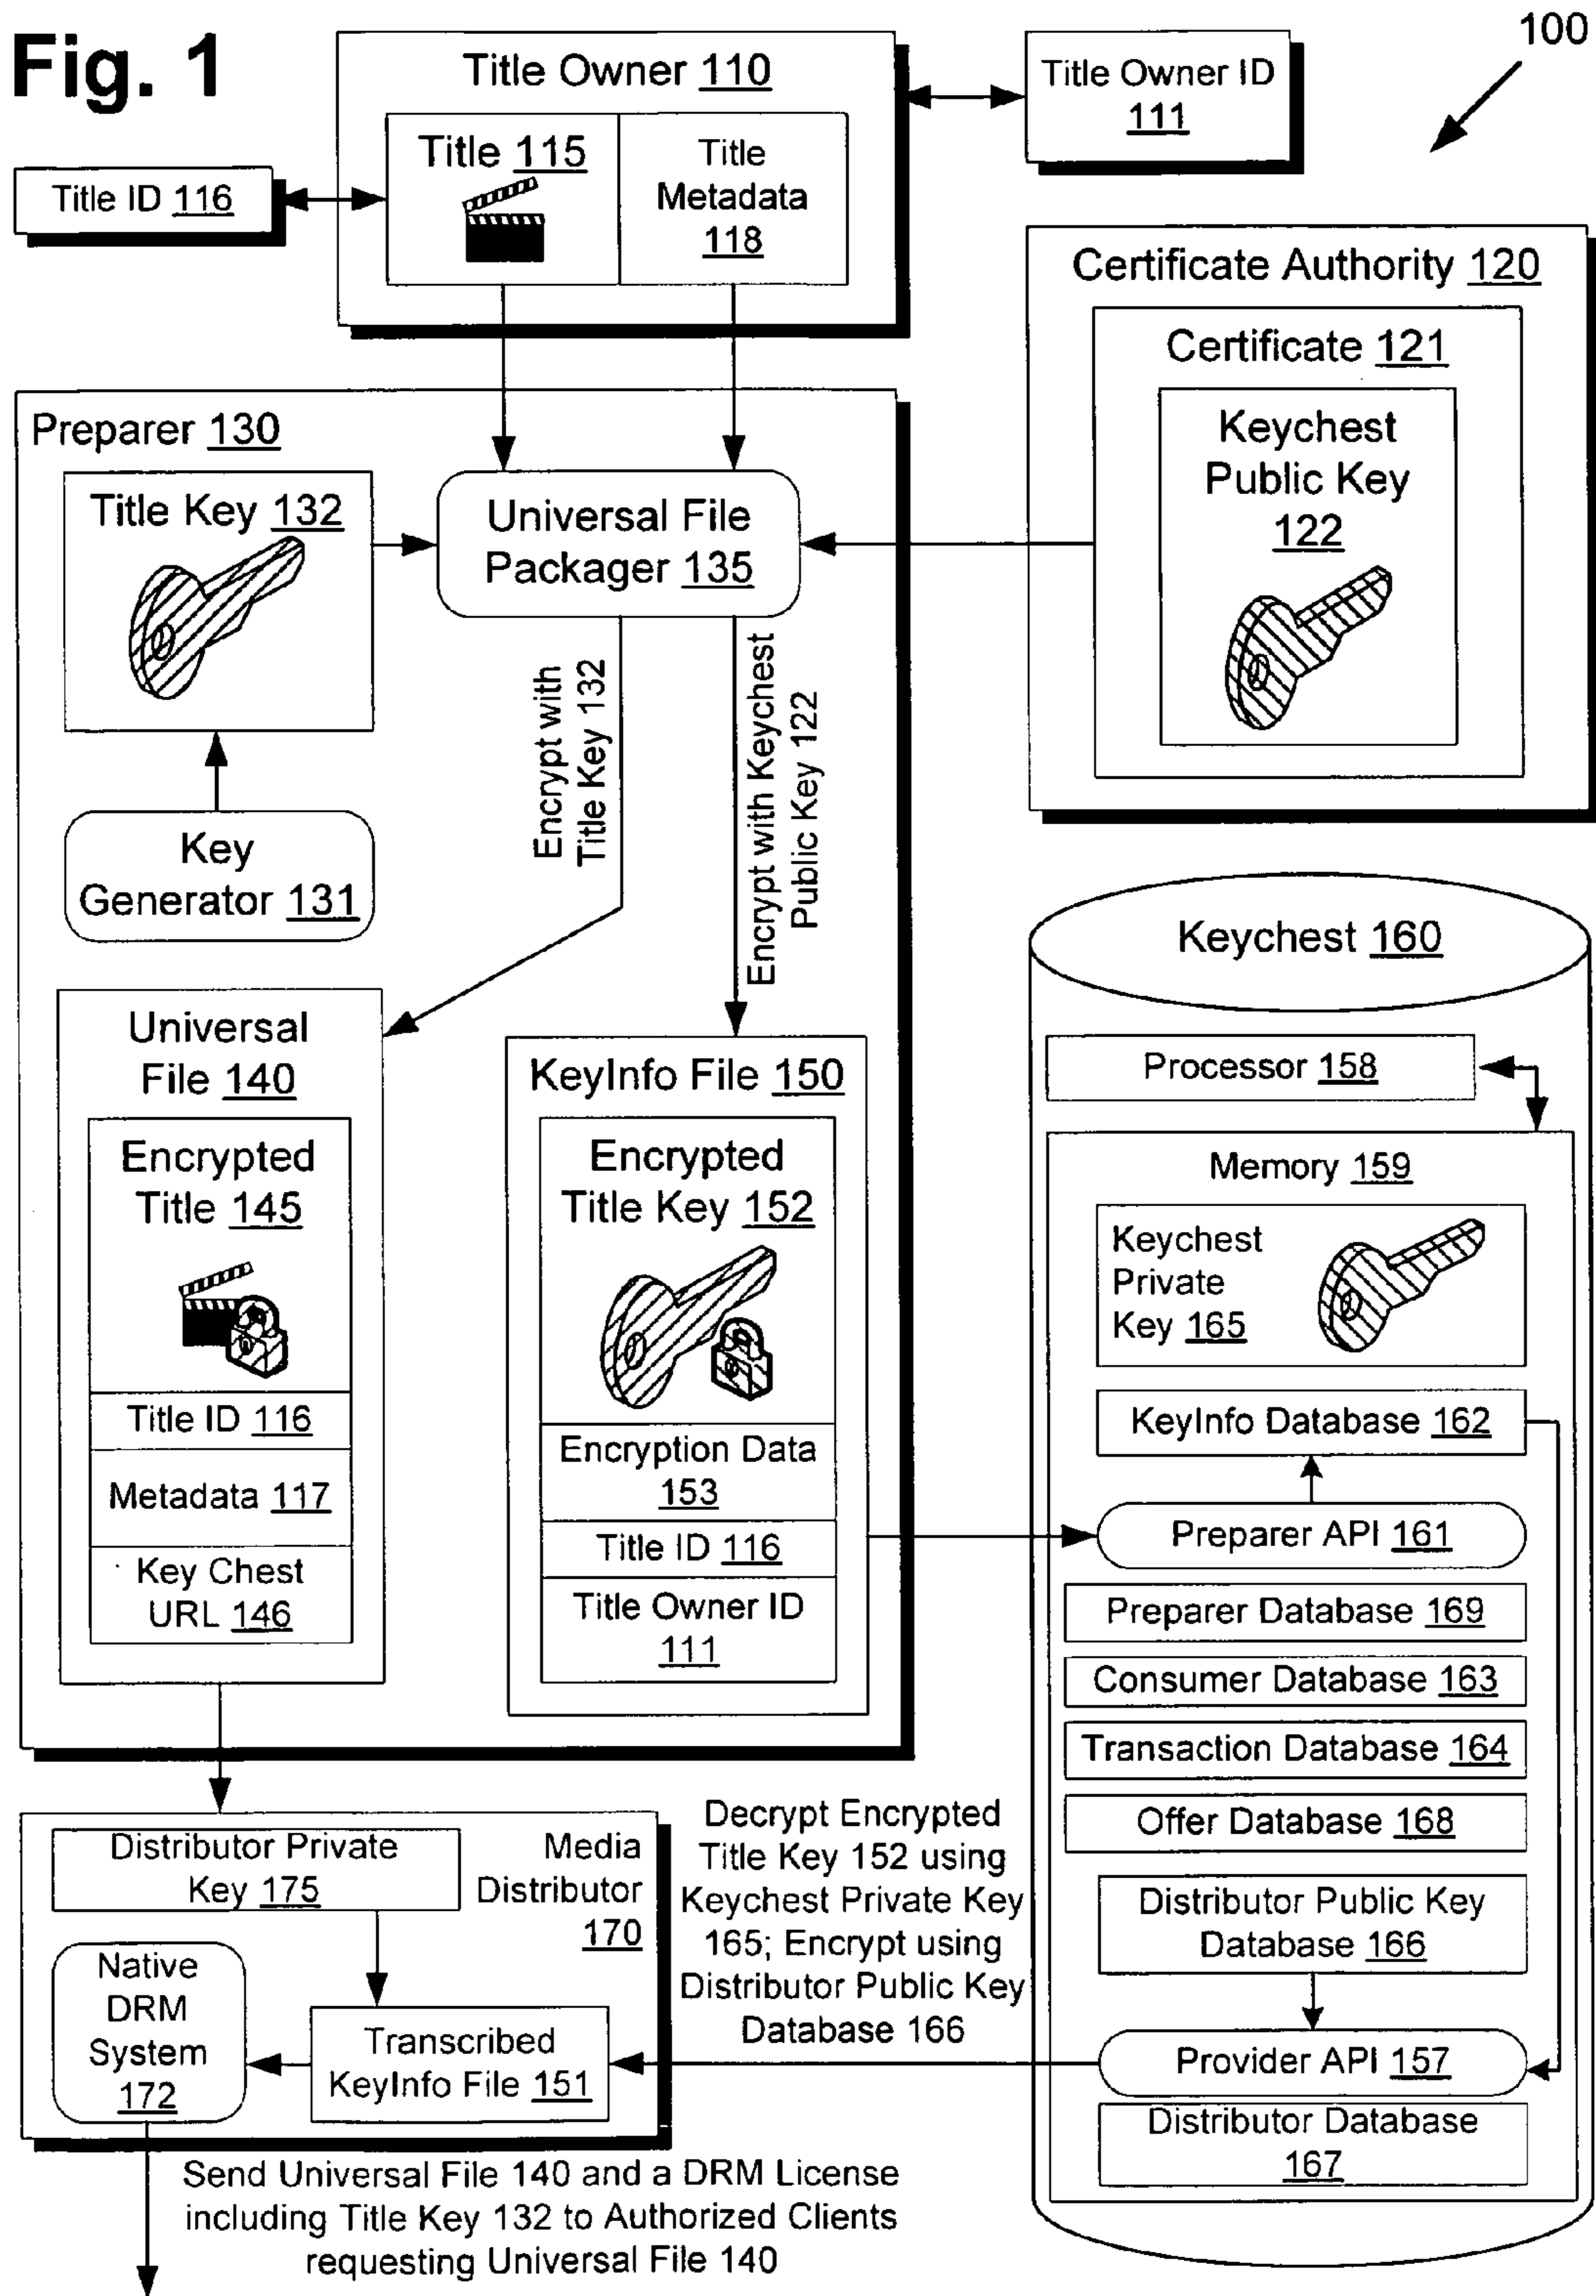 Fig. 1
100
Title Owner 110
Title Owner ID
111
Title 115
Title
Metadata
118
Title ID 116
Certificate Authority 120
Certificate 121
Keychest
Public Key
122
Preparer 130
Title Key 132
Universal File
Packager 135
Encrypt with
Title Key 132
Encrypt with Keychest
Public Key 122
Key
Generator 131
Universal
File 140
Encrypted
Title 145
Title ID 116
Metadata 117
Key Chest
URL 146
KeyInfo File 150
Encrypted
Title Key 152
Encryption Data
153
Title ID 116
Title Owner ID
111
Keychest 160
Processor 158
Memory 159
Keychest
Private
Key 165
KeyInfo Database 162
Preparer API 161
Preparer Database 169
Consumer Database 163
Transaction Database 164
Offer Database 168
Distributor Public Key
Database 166
Provider API 157
Distributor Database
167
Distributor Private
Key 175
Media
Distributor
170
Native
DRM
System
172
Transcribed
KeyInfo File 151
Decrypt Encrypted
Title Key 152 using
Keychest Private Key
165; Encrypt using
Distributor Public Key
Database 166
Send Universal File 140 and a DRM License
including Title Key 132 to Authorized Clients
requesting Universal File 140